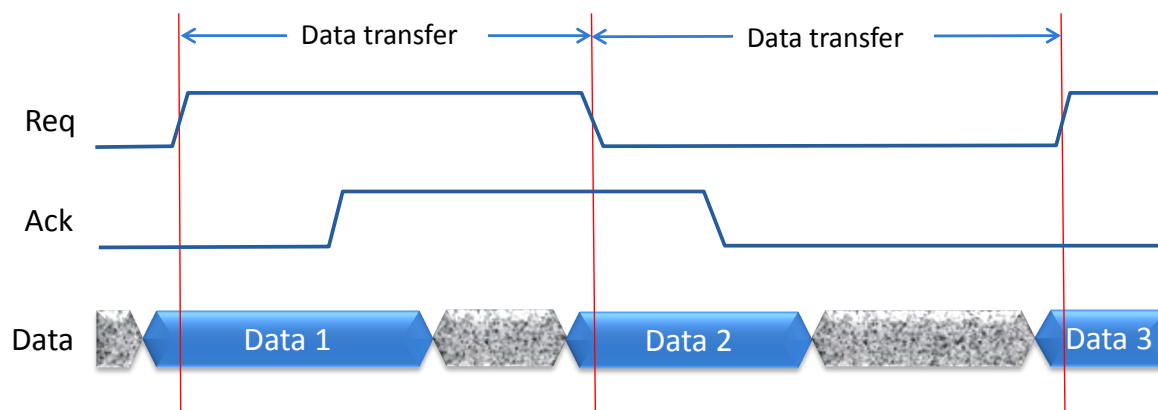 Data transfer
Data transfer
Req
Ack
Data
Data 1
Data 2
Data 3